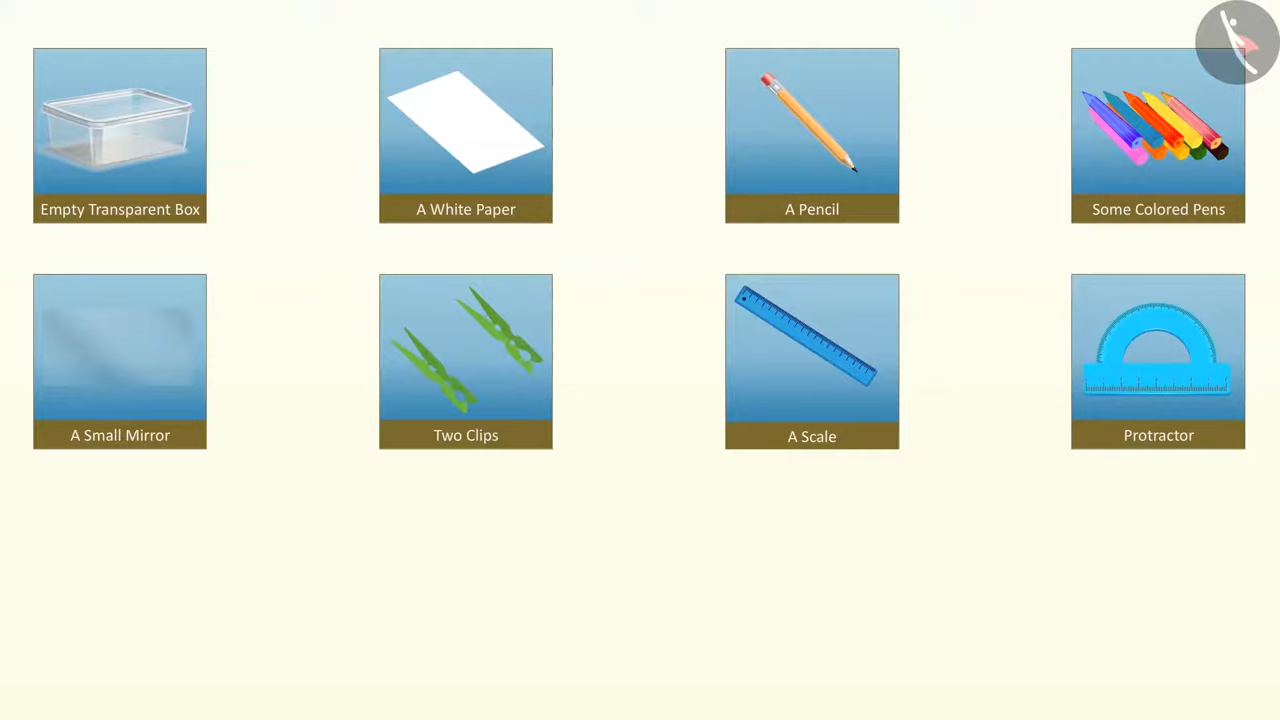 Empty Transparent Box
A White Paper
A Pencil
Some Colored Pens
A Small Mirror
Two Clips
A Scale
Protractor